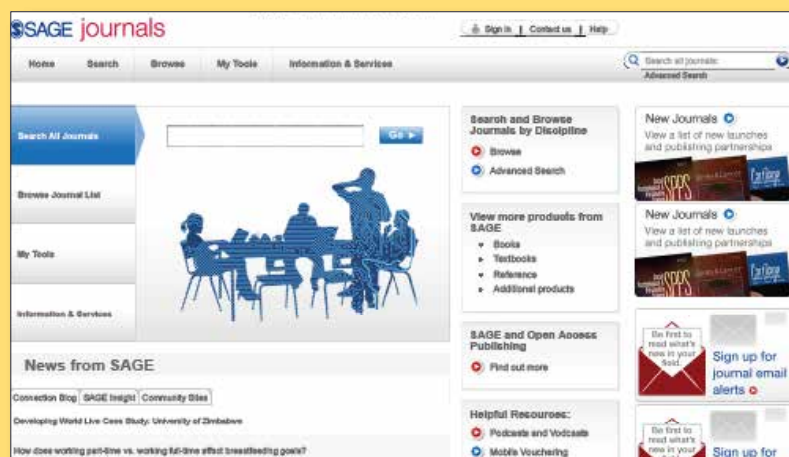 SAGE journals
Sign in | Contact us | Help
Home Search Browse My Tools Information & Services
Search all journals
Advanced Search
Search All Journals
Go
Browse Journal List
My Tools
Information & Services
Search and Browse
Journals by Discipline
Browse
Advanced Search
View more products from
SAGE
Books
Textbooks
Reference
Additional products
SAGE and Open Access
Publishing
Find out more
Helpful Resources:
Podcasts and Vodcasts
Mobile Vouchering
New Journals
View a list of new launches
and publishing partnerships
SPPS
New Journals
View a list of new launches
and publishing partnerships
SPPS
Be first to
read what's
new in your
field.
Sign up for
journal email
alerts
Be first to
read what's
new in your
Sign up for
News from SAGE
Connection Blog SAGE Insight Community Sites
Developing World Live Case Study: University of Zimbabwe
How does working part-time vs. working full-time affect breastfeeding goals?